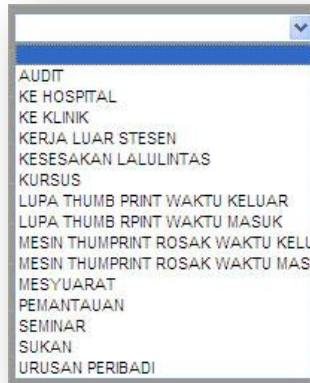 AUDIT
KE HOSPITAL
KE KLINIK
KERJA LUAR STESEN
KESESAKAN LALULINTAS
KURSUS
LUPA THUMB PRINT WAKTU KELUAR
LUPA THUMB RPINT WAKTU MASUK
MESIN THUMPRINT ROSAK WAKTU KELU
MESIN THUMPRINT ROSAK WAKTU MAS
MESYUARAT
PEMANTAUAN
SEMINAR
SUKAN
URUSAN PERIBADI